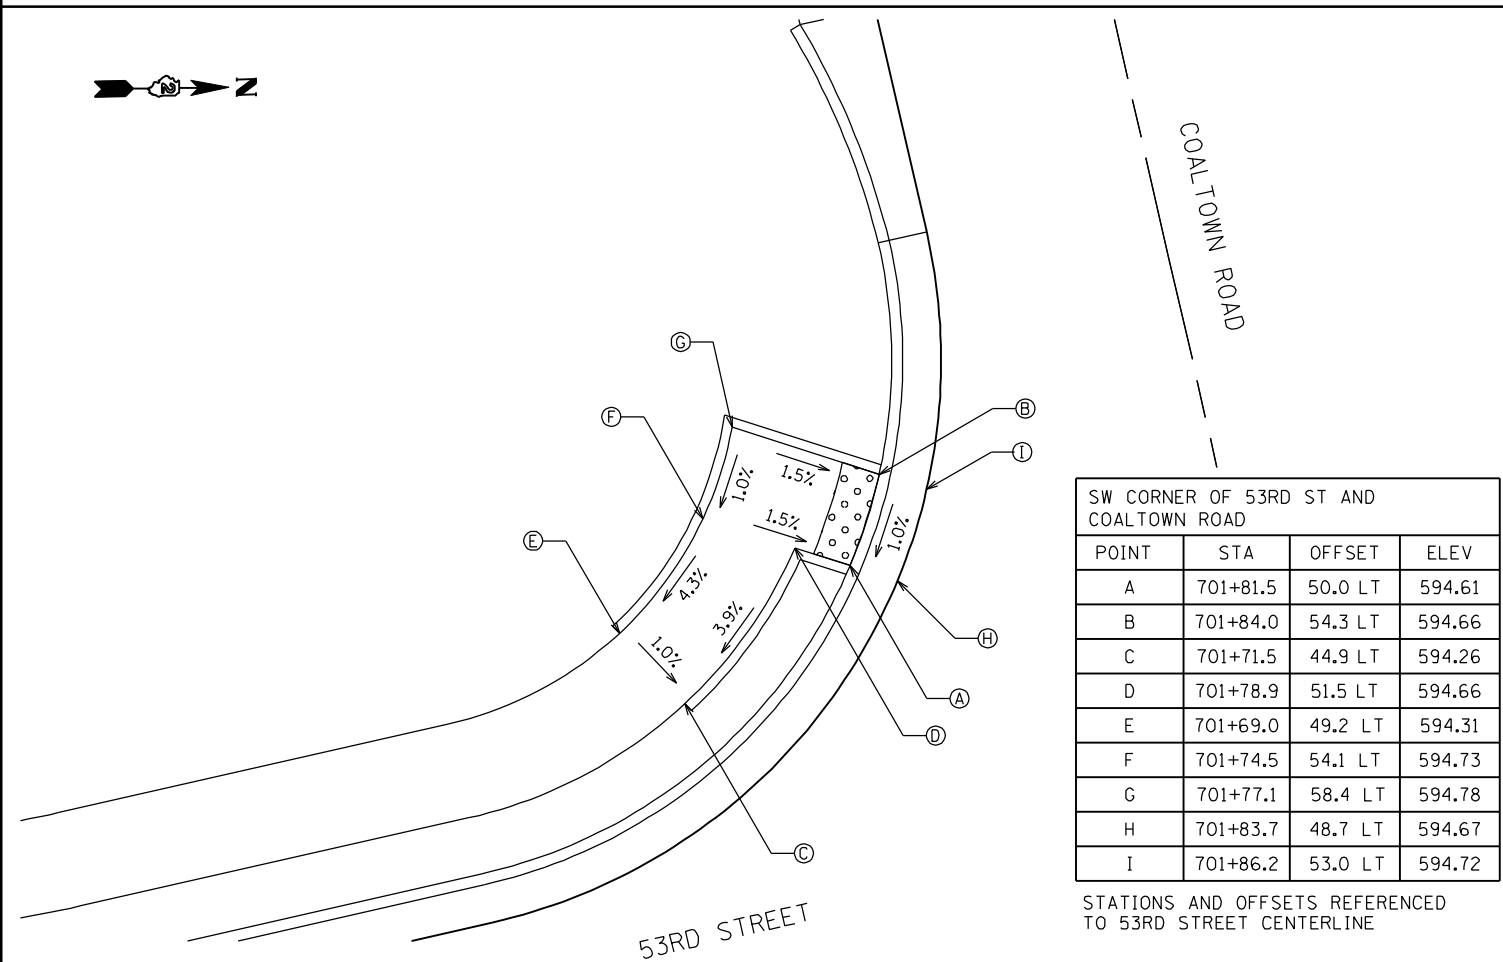 N
COALTOWN ROAD
G
F
B
I
E
H
A
D
C
1.0%
1.5%
1.5%
1.0%
4.3%
3.9%
1.0%
53RD STREET
SW CORNER OF 53RD ST AND
COALTOWN ROAD
POINT STA OFFSET ELEV
A 701+81.5 50.0 LT 594.61
B 701+84.0 54.3 LT 594.66
C 701+71.5 44.9 LT 594.26
D 701+78.9 51.5 LT 594.66
E 701+69.0 49.2 LT 594.31
F 701+74.5 54.1 LT 594.73
G 701+77.1 58.4 LT 594.78
H 701+83.7 48.7 LT 594.67
I 701+86.2 53.0 LT 594.72
STATIONS AND OFFSETS REFERENCED
TO 53RD STREET CENTERLINE